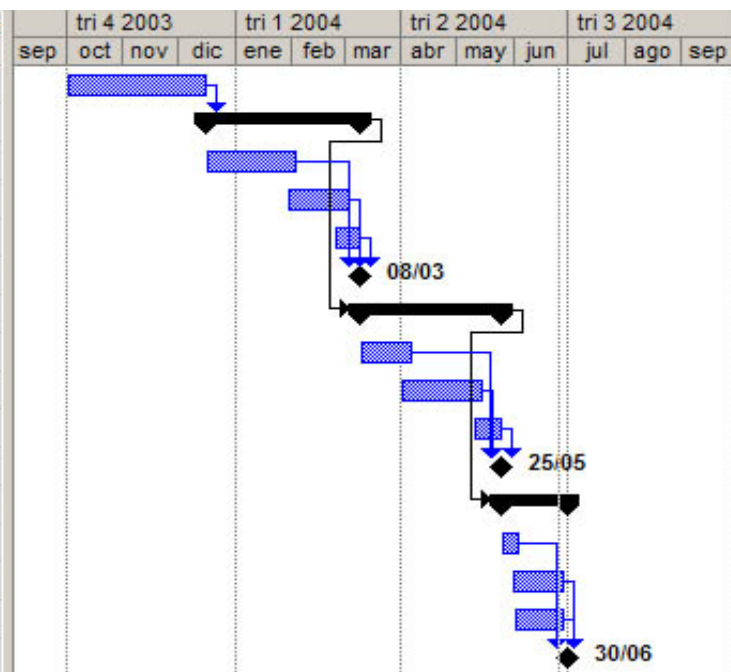 tri 4 2003 tri 1 2004 tri 2 2004 tri 3 2004
sep oct nov dic ene feb mar abr may jun jul ago sep
08/03
25/05
30/06